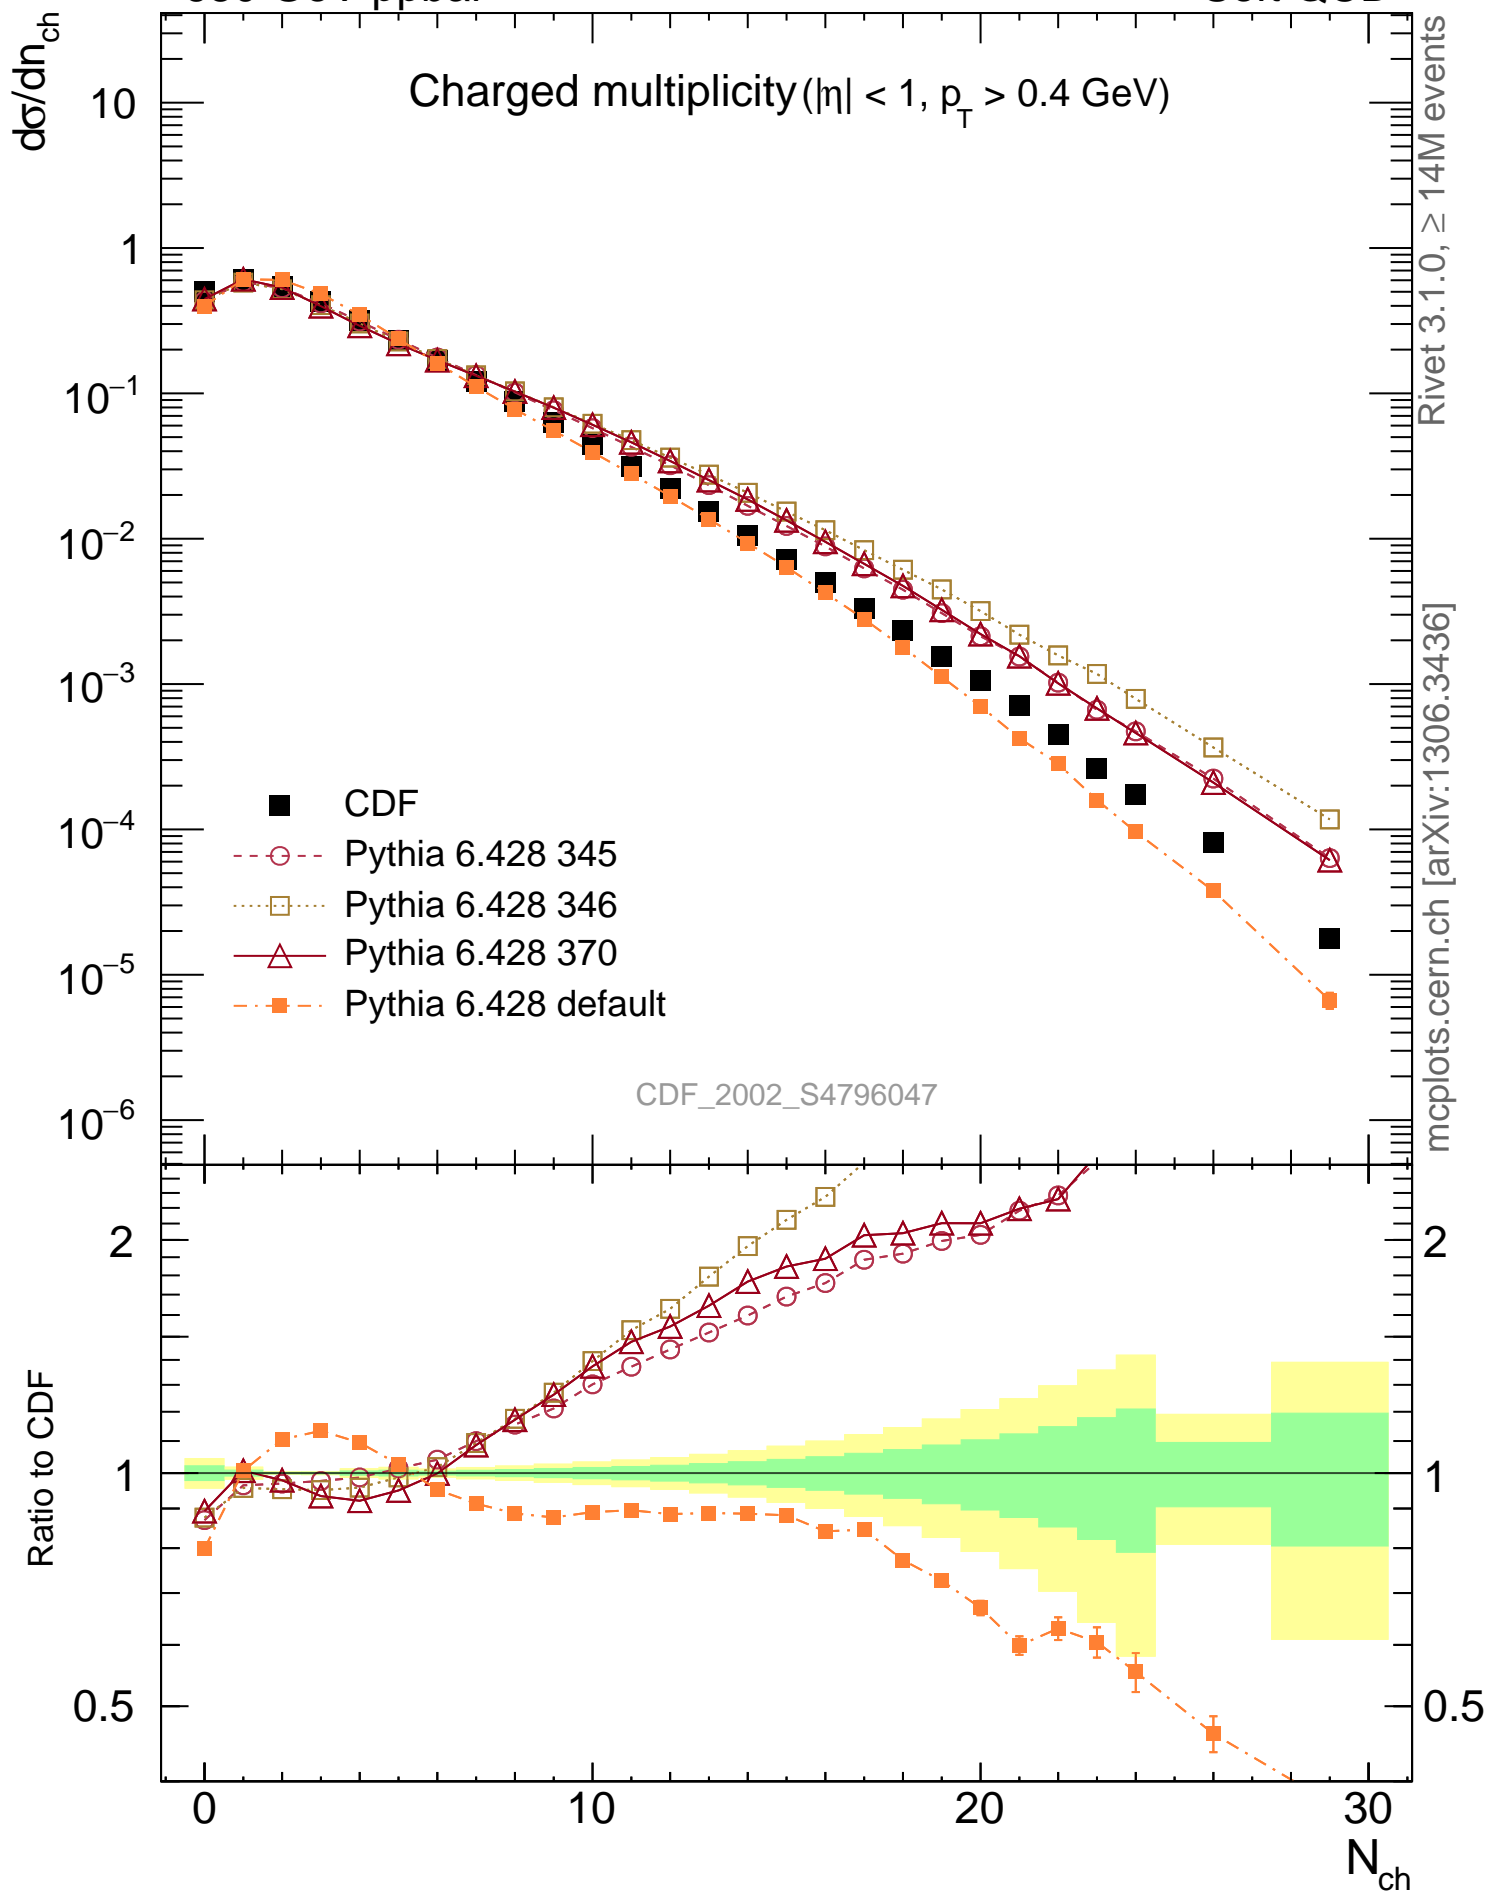 dσ/dn_ch
Charged multiplicity (|η| < 1, p_T > 0.4 GeV)
10
1
10⁻¹
10⁻²
10⁻³
10⁻⁴
10⁻⁵
10⁻⁶
CDF
Pythia 6.428 345
Pythia 6.428 346
Pythia 6.428 370
Pythia 6.428 default
CDF_2002_S4796047
Rivet 3.1.0, ≥ 14M events
mcplots.cern.ch [arXiv:1306.3436]
Ratio to CDF
2
1
0.5
2
1
0.5
0 10 20 30
N_ch